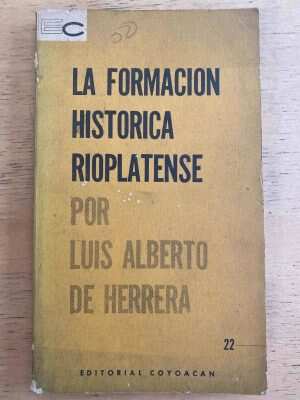 EC
LA FORMACION
HISTORICA
RIOPLATENSE
POR
LUIS ALBERTO
DE HERRERA
22
EDITORIAL COYOACAN